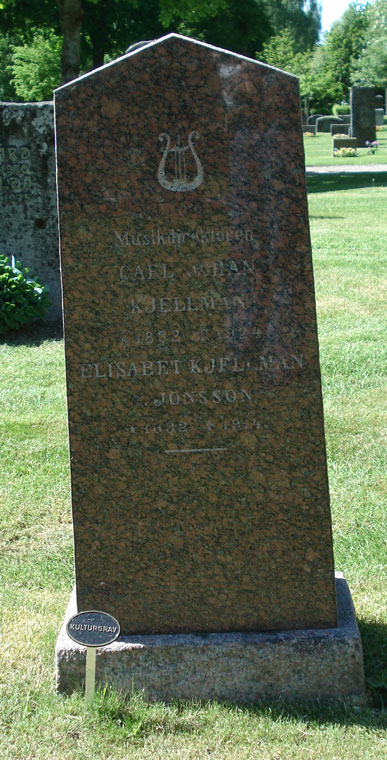 Musikdirektören
CARL JOHAN
KJELLMAN
ELISABET KJELLMAN
JONSSON
KULTURGRAV